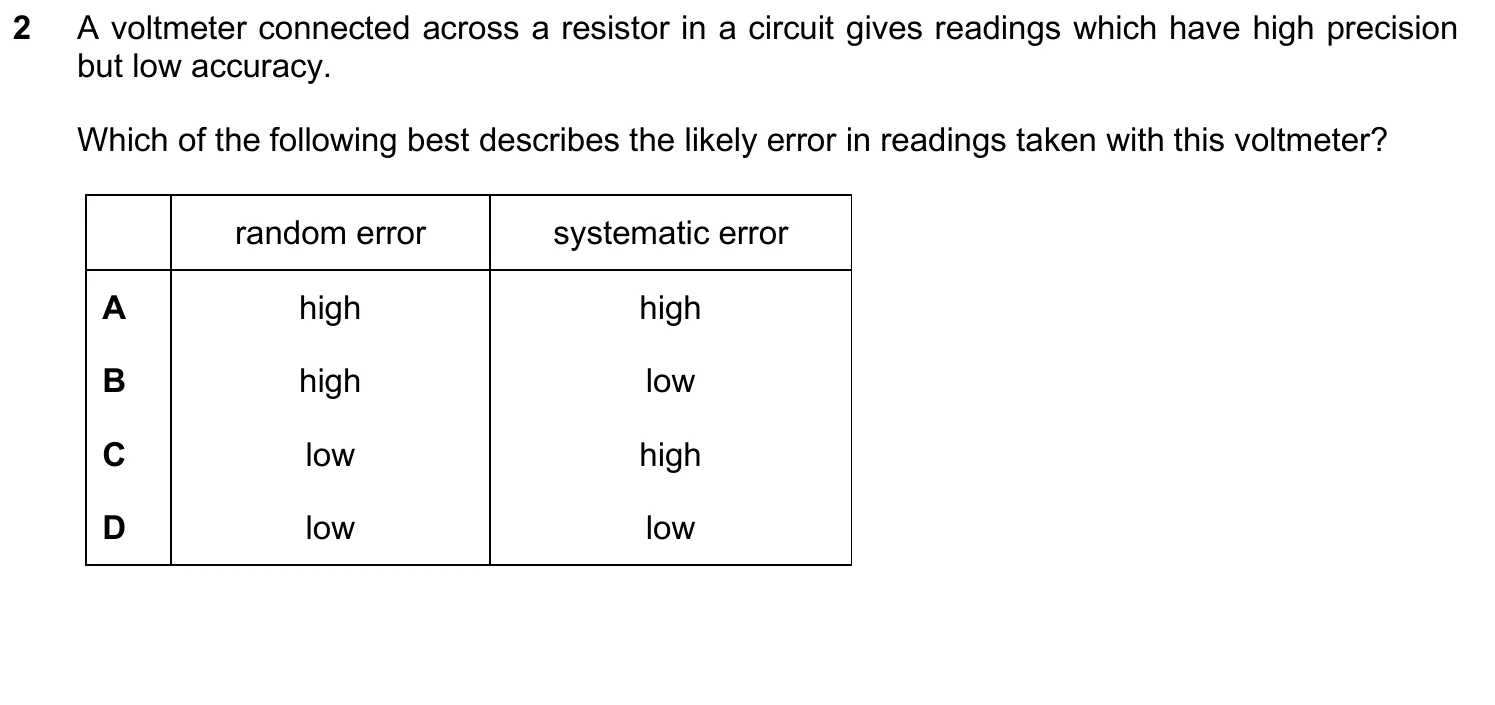 2 A voltmeter connected across a resistor in a circuit gives readings which have high precision
but low accuracy.
Which of the following best describes the likely error in readings taken with this voltmeter?
random error systematic error
A high high
B high low
C low high
D low low